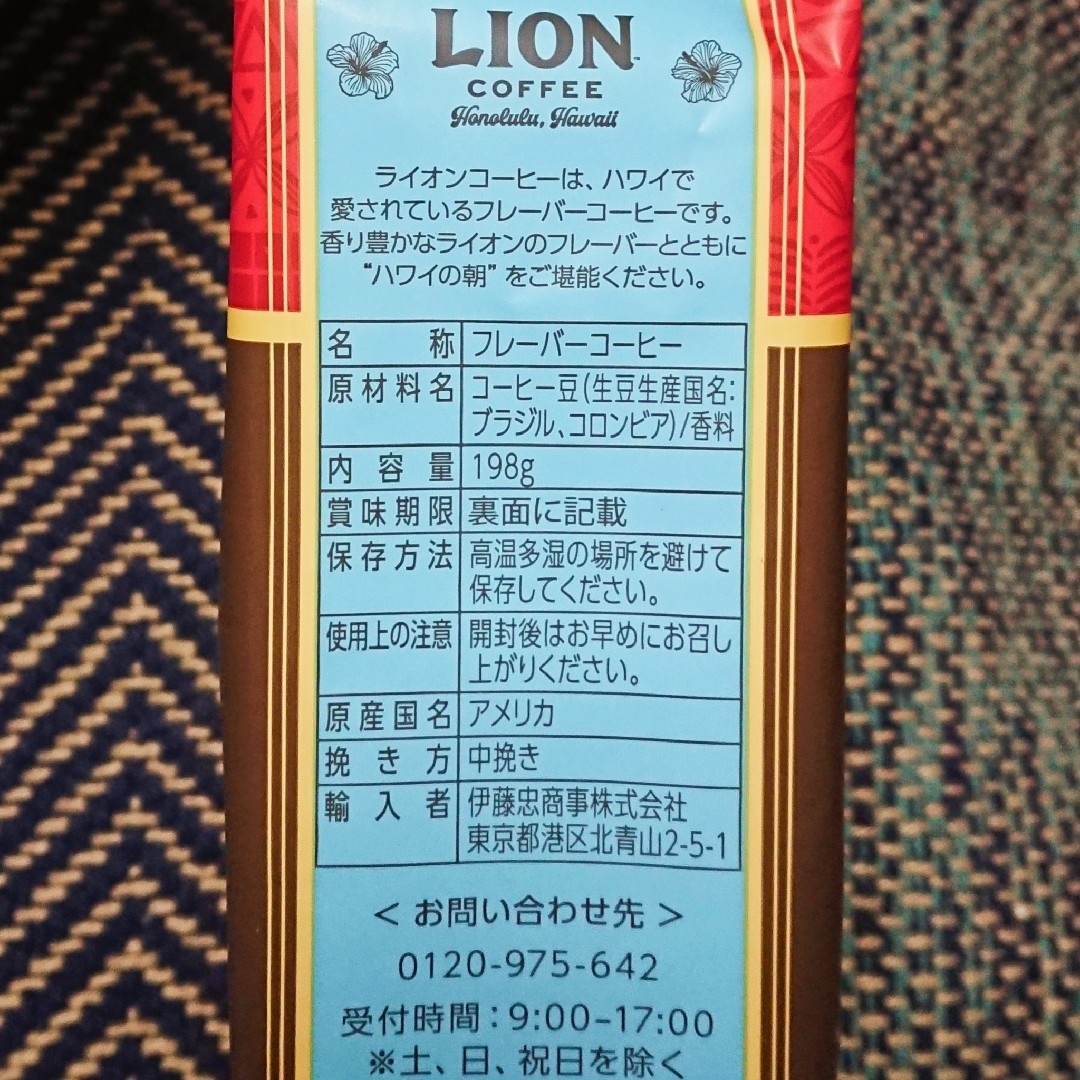 LION
COFFEE
Honolulu, Hawaii
ライオンコーヒーは、ハワイで
愛されているフレーバーコーヒーです。
香り豊かなライオンのフレーバーとともに
“ハワイの朝” をご堪能ください。
名称 フレーバーコーヒー
原材料名 コーヒー豆(生豆生産国名:
ブラジル、コロンビア)/香料
内容量 198g
賞味期限 裏面に記載
保存方法 高温多湿の場所を避けて
保存してください。
使用上の注意 開封後はお早めにお召し
上がりください。
原産国名 アメリカ
挽き方 中挽き
輸入者 伊藤忠商事株式会社
東京都港区北青山2-5-1
< お問い合わせ先 >
0120-975-642
受付時間:9:00–17:00
※土、日、祝日を除く